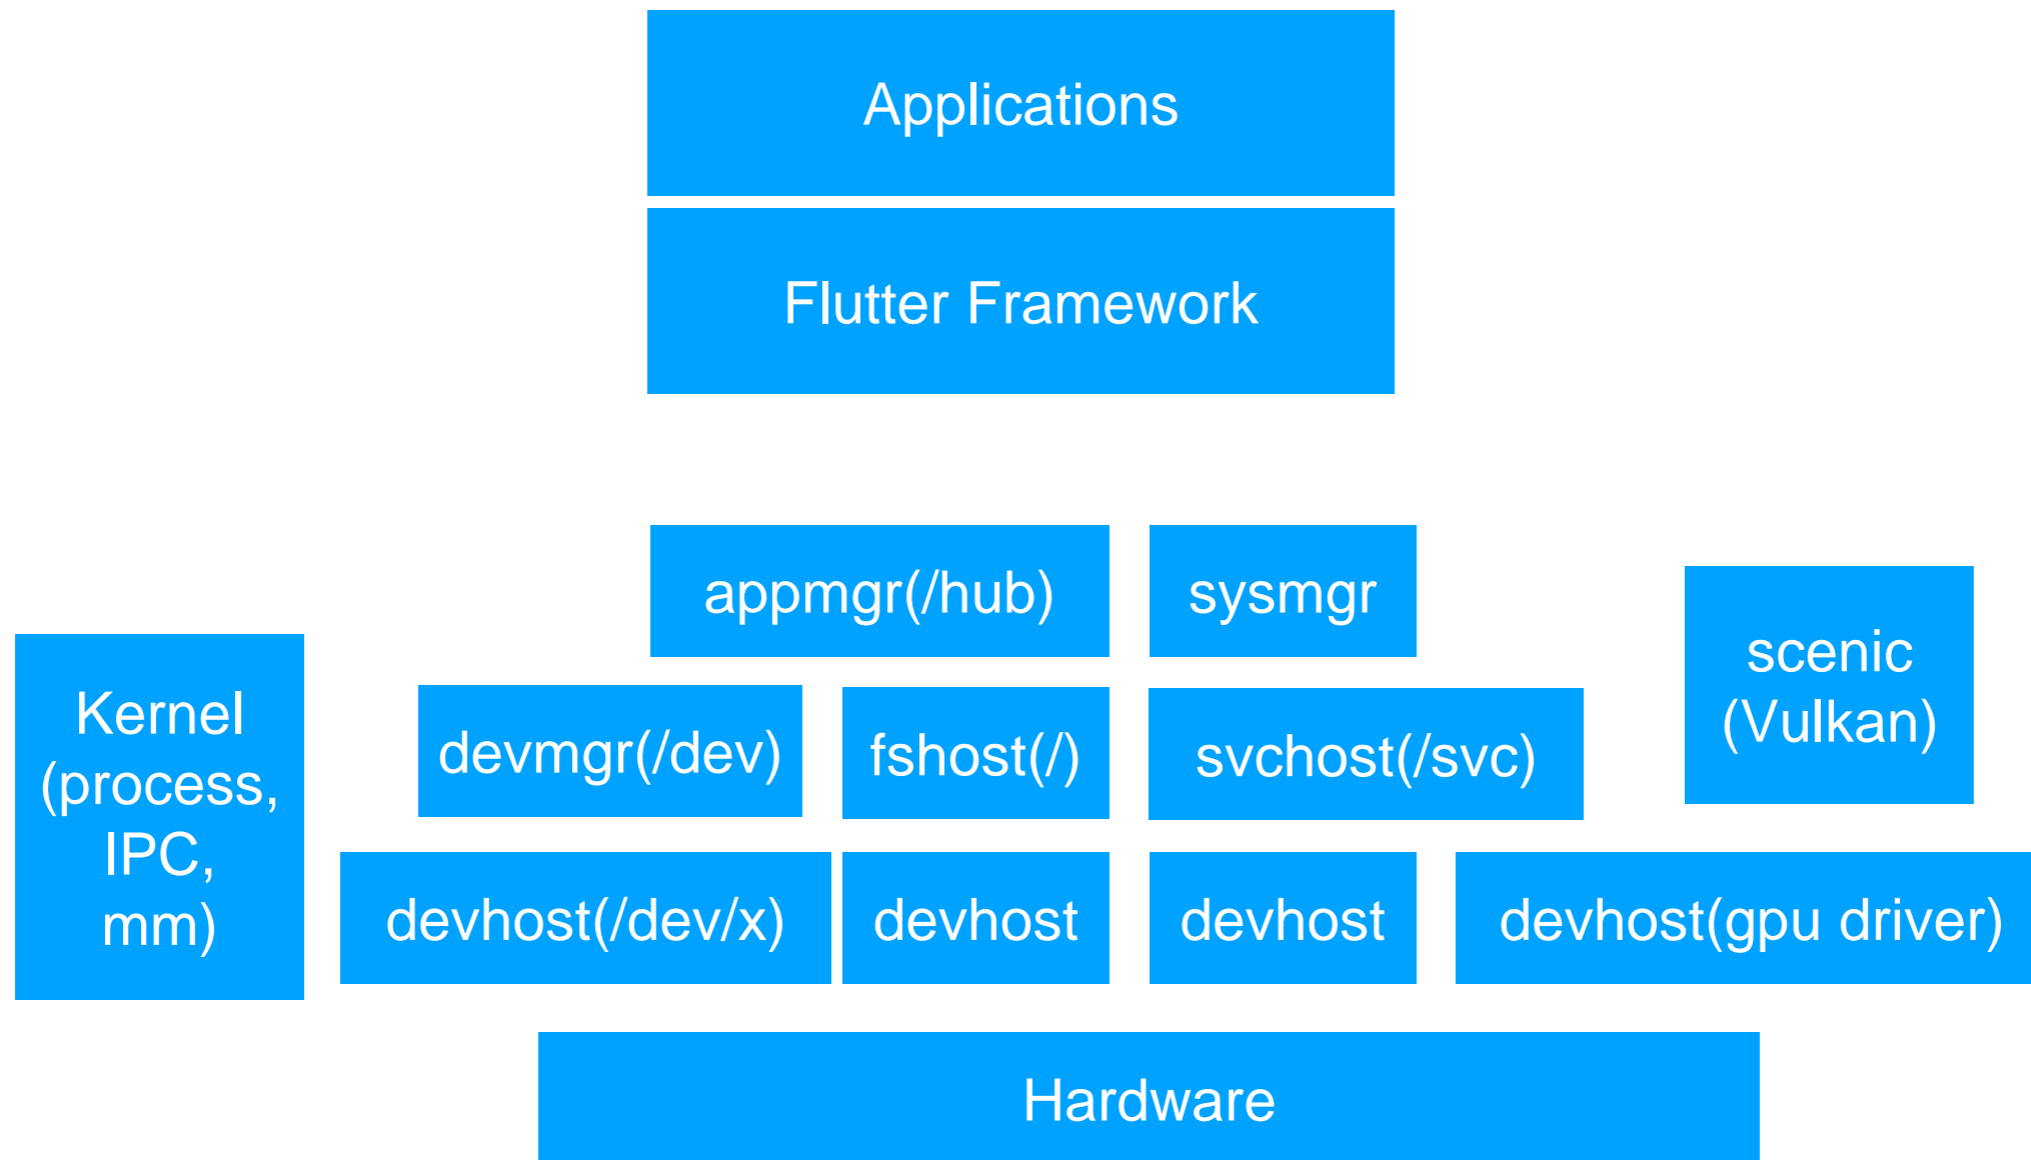 Applications
Flutter Framework
appmgr(/hub)
sysmgr
scenic
(Vulkan)
Kernel
(process,
IPC,
mm)
devmgr(/dev)
fshost(/)
svchost(/svc)
devhost(/dev/x)
devhost
devhost
devhost(gpu driver)
Hardware